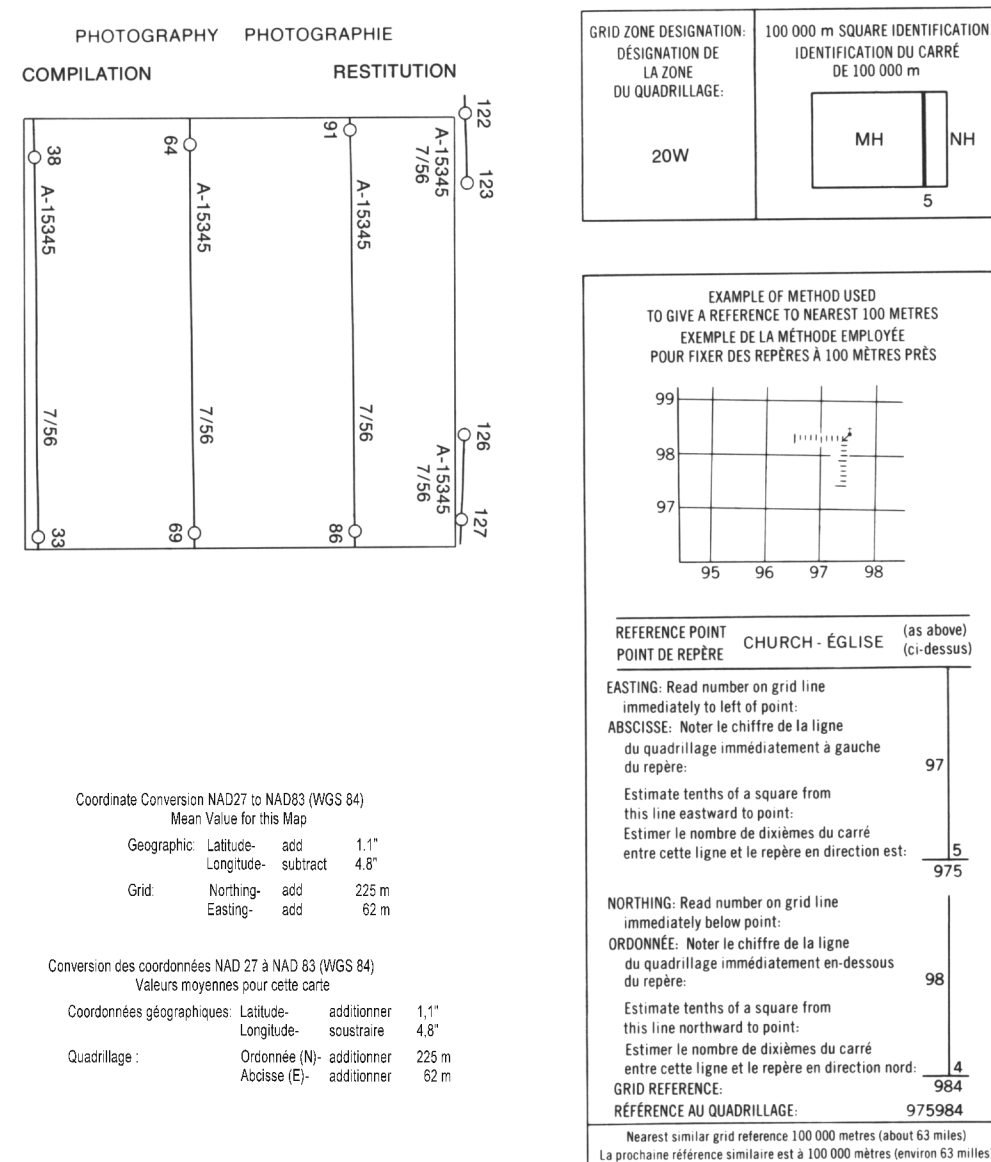 PHOTOGRAPHY PHOTOGRAPHIE
COMPILATION RESTITUTION
38
A-15345
7/56
33
64
A-15345
7/56
69
91
A-15345
7/56
86
122
A-15345
7/56
123
126
A-15345
7/56
127
Coordinate Conversion NAD27 to NAD83 (WGS 84)
Mean Value for this Map
Geographic: Latitude- add 1.1"
Longitude- subtract 4.8"
Grid: Northing- add 225 m
Easting- add 62 m
Conversion des coordonnées NAD 27 à NAD 83 (WGS 84)
Valeurs moyennes pour cette carte
Coordonnées géographiques: Latitude- additionner 1,1"
Longitude- soustraire 4,8"
Quadrillage : Ordonnée (N)- additionner 225 m
Abcisse (E)- additionner 62 m
GRID ZONE DESIGNATION:
DÉSIGNATION DE
LA ZONE
DU QUADRILLAGE:
20W
100 000 m SQUARE IDENTIFICATION
IDENTIFICATION DU CARRÉ
DE 100 000 m
MH NH
5
EXAMPLE OF METHOD USED
TO GIVE A REFERENCE TO NEAREST 100 METRES
EXEMPLE DE LA MÉTHODE EMPLOYÉE
POUR FIXER DES REPÈRES À 100 MÈTRES PRÈS
99
98
97
95 96 97 98
REFERENCE POINT
POINT DE REPÈRE
CHURCH - ÉGLISE
(as above)
(ci-dessus)
EASTING: Read number on grid line
immediately to left of point:
ABSCISSE: Noter le chiffre de la ligne
du quadrillage immédiatement à gauche
du repère: 97
Estimate tenths of a square from
this line eastward to point:
Estimer le nombre de dixièmes du carré
entre cette ligne et le repère en direction est: 5
975
NORTHING: Read number on grid line
immediately below point:
ORDONNÉE: Noter le chiffre de la ligne
du quadrillage immédiatement en-dessous
du repère: 98
Estimate tenths of a square from
this line northward to point:
Estimer le nombre de dixièmes du carré
entre cette ligne et le repère en direction nord: 4
GRID REFERENCE: 984
RÉFÉRENCE AU QUADRILLAGE: 975984
Nearest similar grid reference 100 000 metres (about 63 miles)
La prochaine référence similaire est à 100 000 mètres (environ 63 milles)